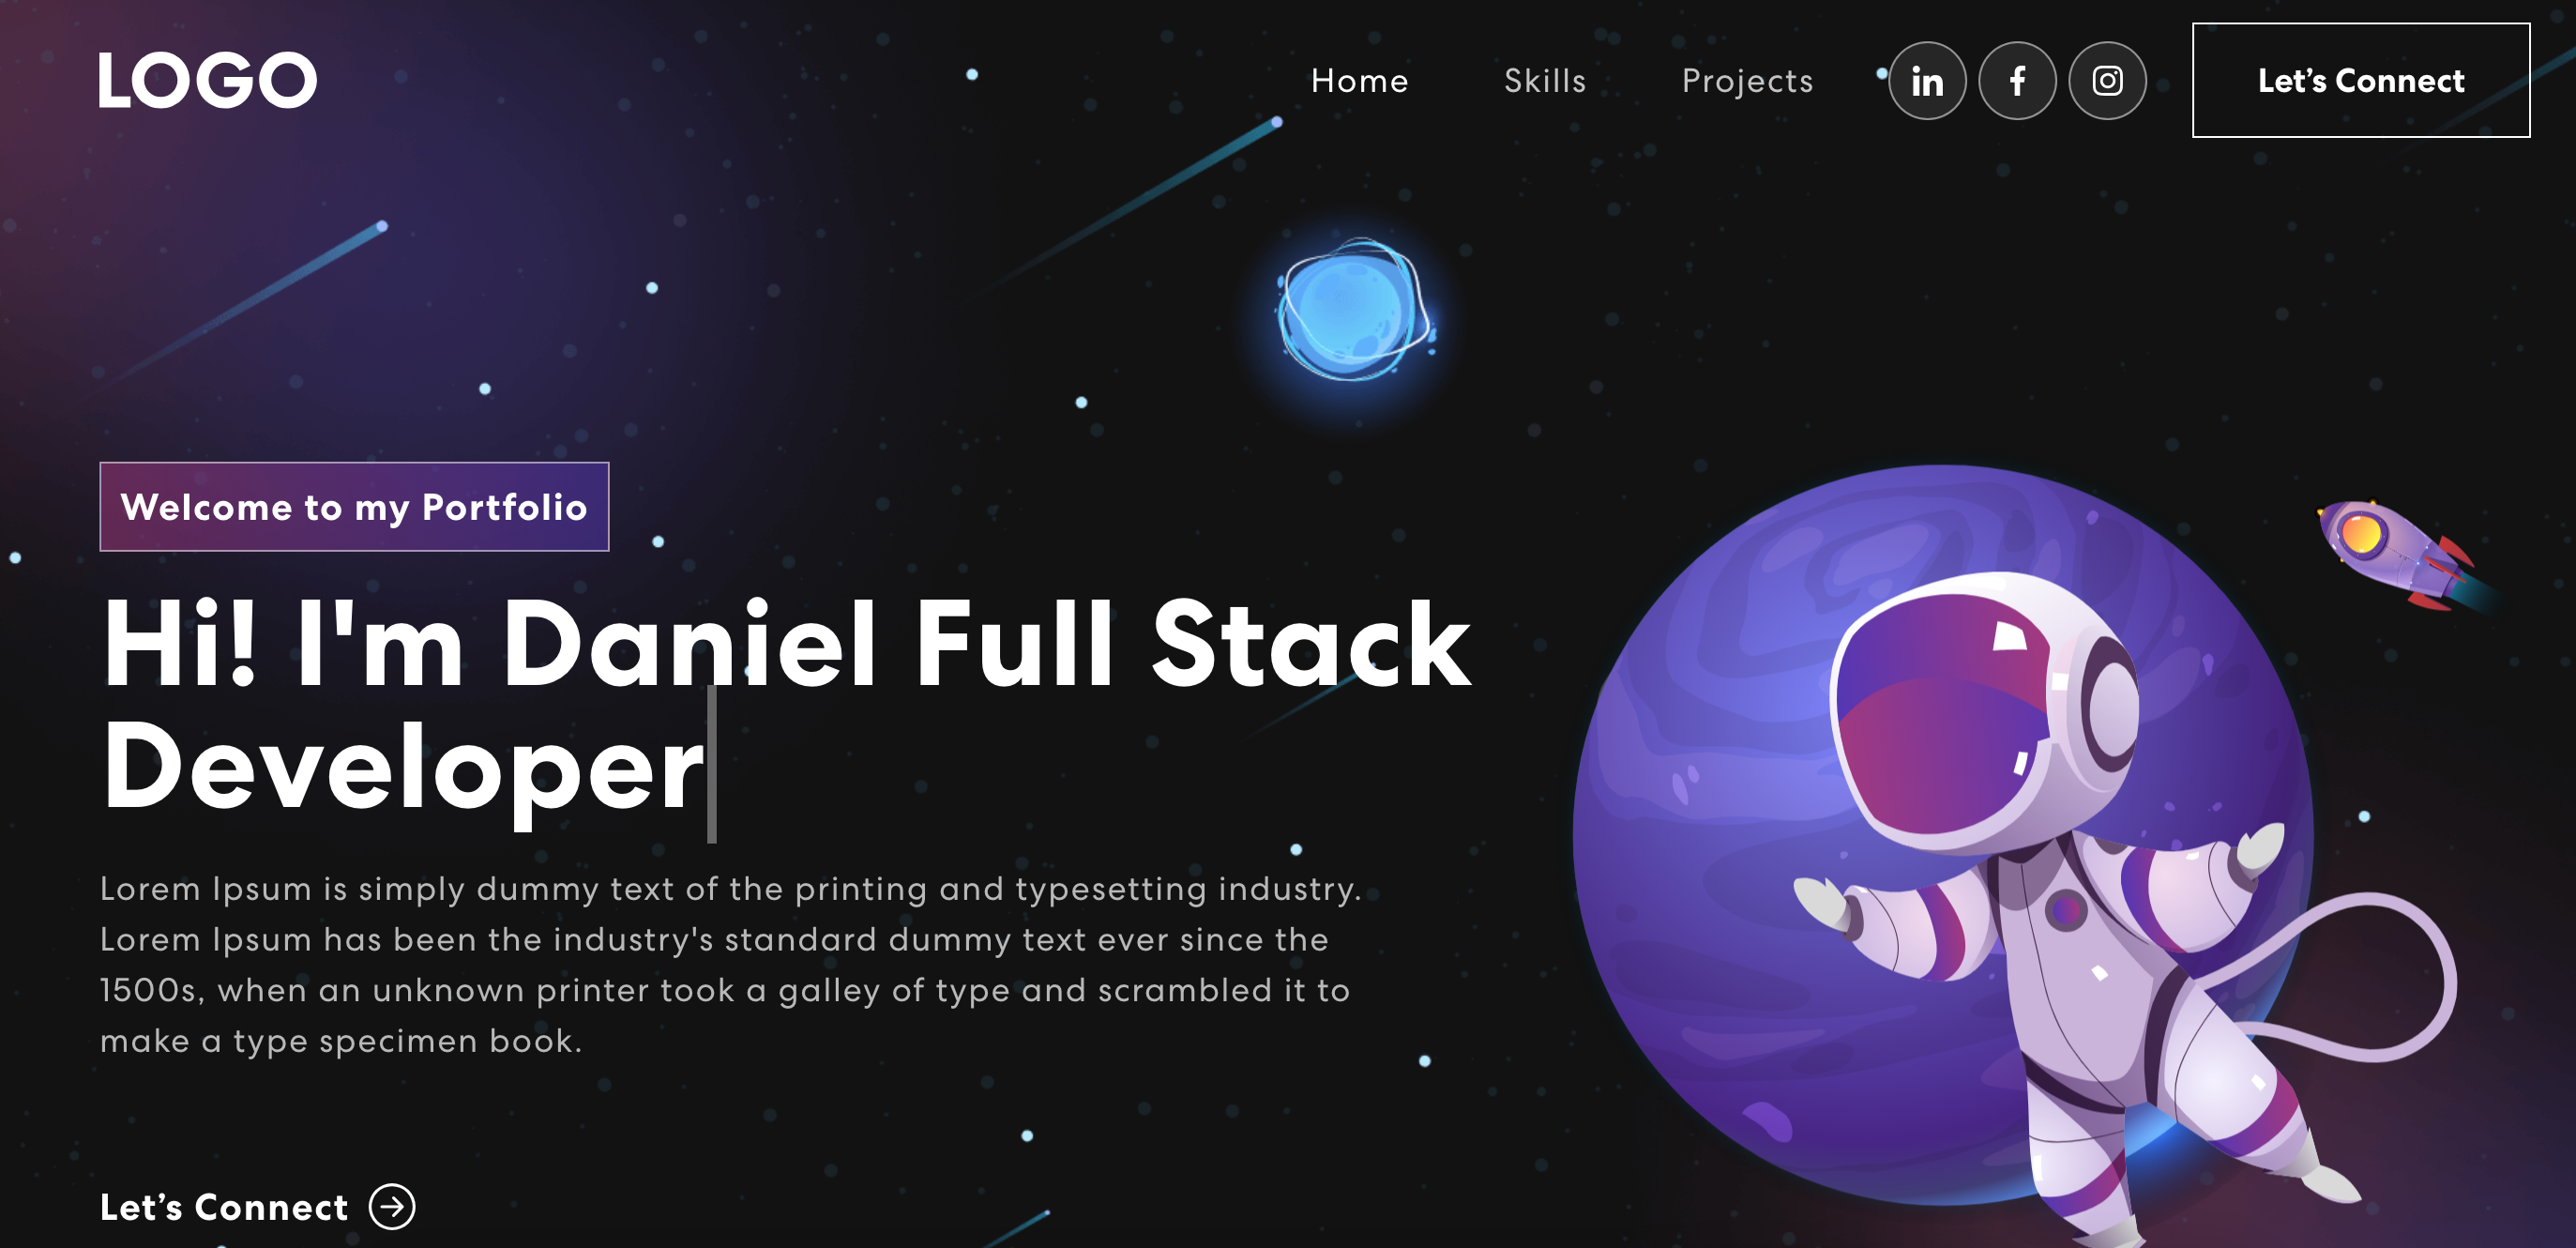 LOGO
Home
Skills
Projects
in
f
Let’s Connect
Welcome to my Portfolio
Hi! I'm Daniel Full Stack
Developer
Lorem Ipsum is simply dummy text of the printing and typesetting industry.
Lorem Ipsum has been the industry's standard dummy text ever since the
1500s, when an unknown printer took a galley of type and scrambled it to
make a type specimen book.
Let’s Connect